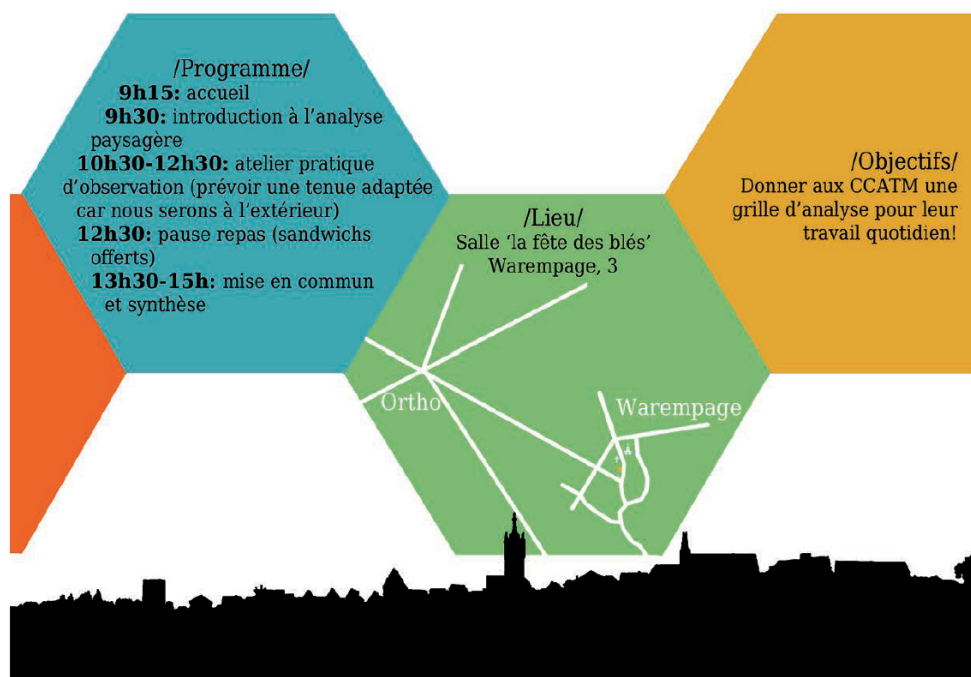 /Programme/
9h15: accueil
9h30: introduction à l'analyse
paysagère
10h30-12h30: atelier pratique
d'observation (prévoir une tenue adaptée
car nous serons à l'extérieur)
12h30: pause repas (sandwichs
offerts)
13h30-15h: mise en commun
et synthèse
/Lieu/
Salle 'la fête des blés'
Warempage, 3
Ortho
Warempage
/Objectifs/
Donner aux CCATM une
grille d'analyse pour leur
travail quotidien!